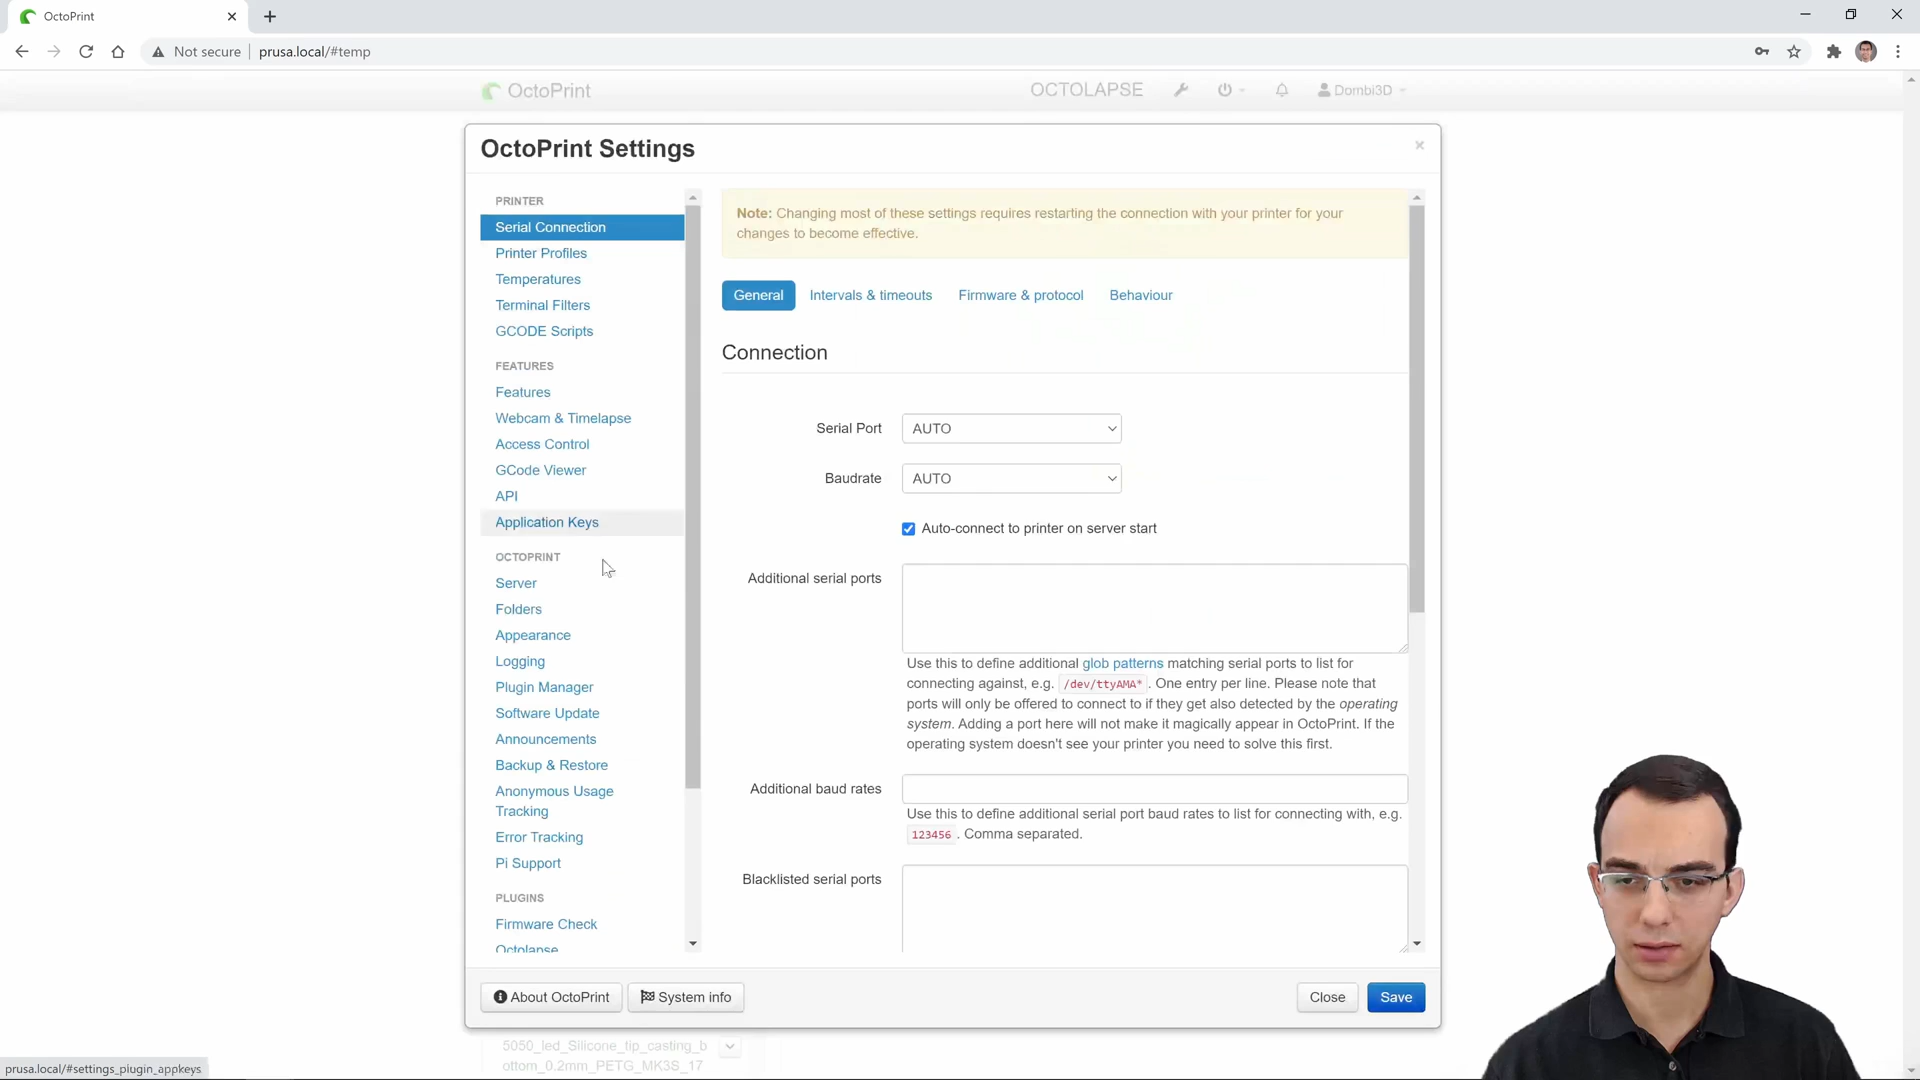 OctoPrint
Not secure
prusa.local/#temp
OctoPrint
OCTOLAPSE
Dombi3D
OctoPrint Settings
×
PRINTER
Serial Connection
Printer Profiles
Temperatures
Terminal Filters
GCODE Scripts
FEATURES
Features
Webcam & Timelapse
Access Control
GCode Viewer
API
Application Keys
OCTOPRINT
Server
Folders
Appearance
Logging
Plugin Manager
Software Update
Announcements
Backup & Restore
Anonymous Usage
Tracking
Error Tracking
Pi Support
PLUGINS
Firmware Check
Octolapse
Note: Changing most of these settings requires restarting the connection with your printer for your
changes to become effective.
General Intervals & timeouts Firmware & protocol Behaviour
Connection
Serial Port AUTO
Baudrate AUTO
Auto-connect to printer on server start
Additional serial ports
Use this to define additional glob patterns matching serial ports to list for
connecting against, e.g. /dev/ttyAMA* . One entry per line. Please note that
ports will only be offered to connect to if they get also detected by the operating
system. Adding a port here will not make it magically appear in OctoPrint. If the
operating system doesn't see your printer you need to solve this first.
Additional baud rates
Use this to define additional serial port baud rates to list for connecting with, e.g.
123456 . Comma separated.
Blacklisted serial ports
About OctoPrint
System info
Close
Save
5050_led_Silicone_tip_casting_b
ottom_0.2mm_PETG_MK3S_17
prusa.local/#settings_plugin_appkeys